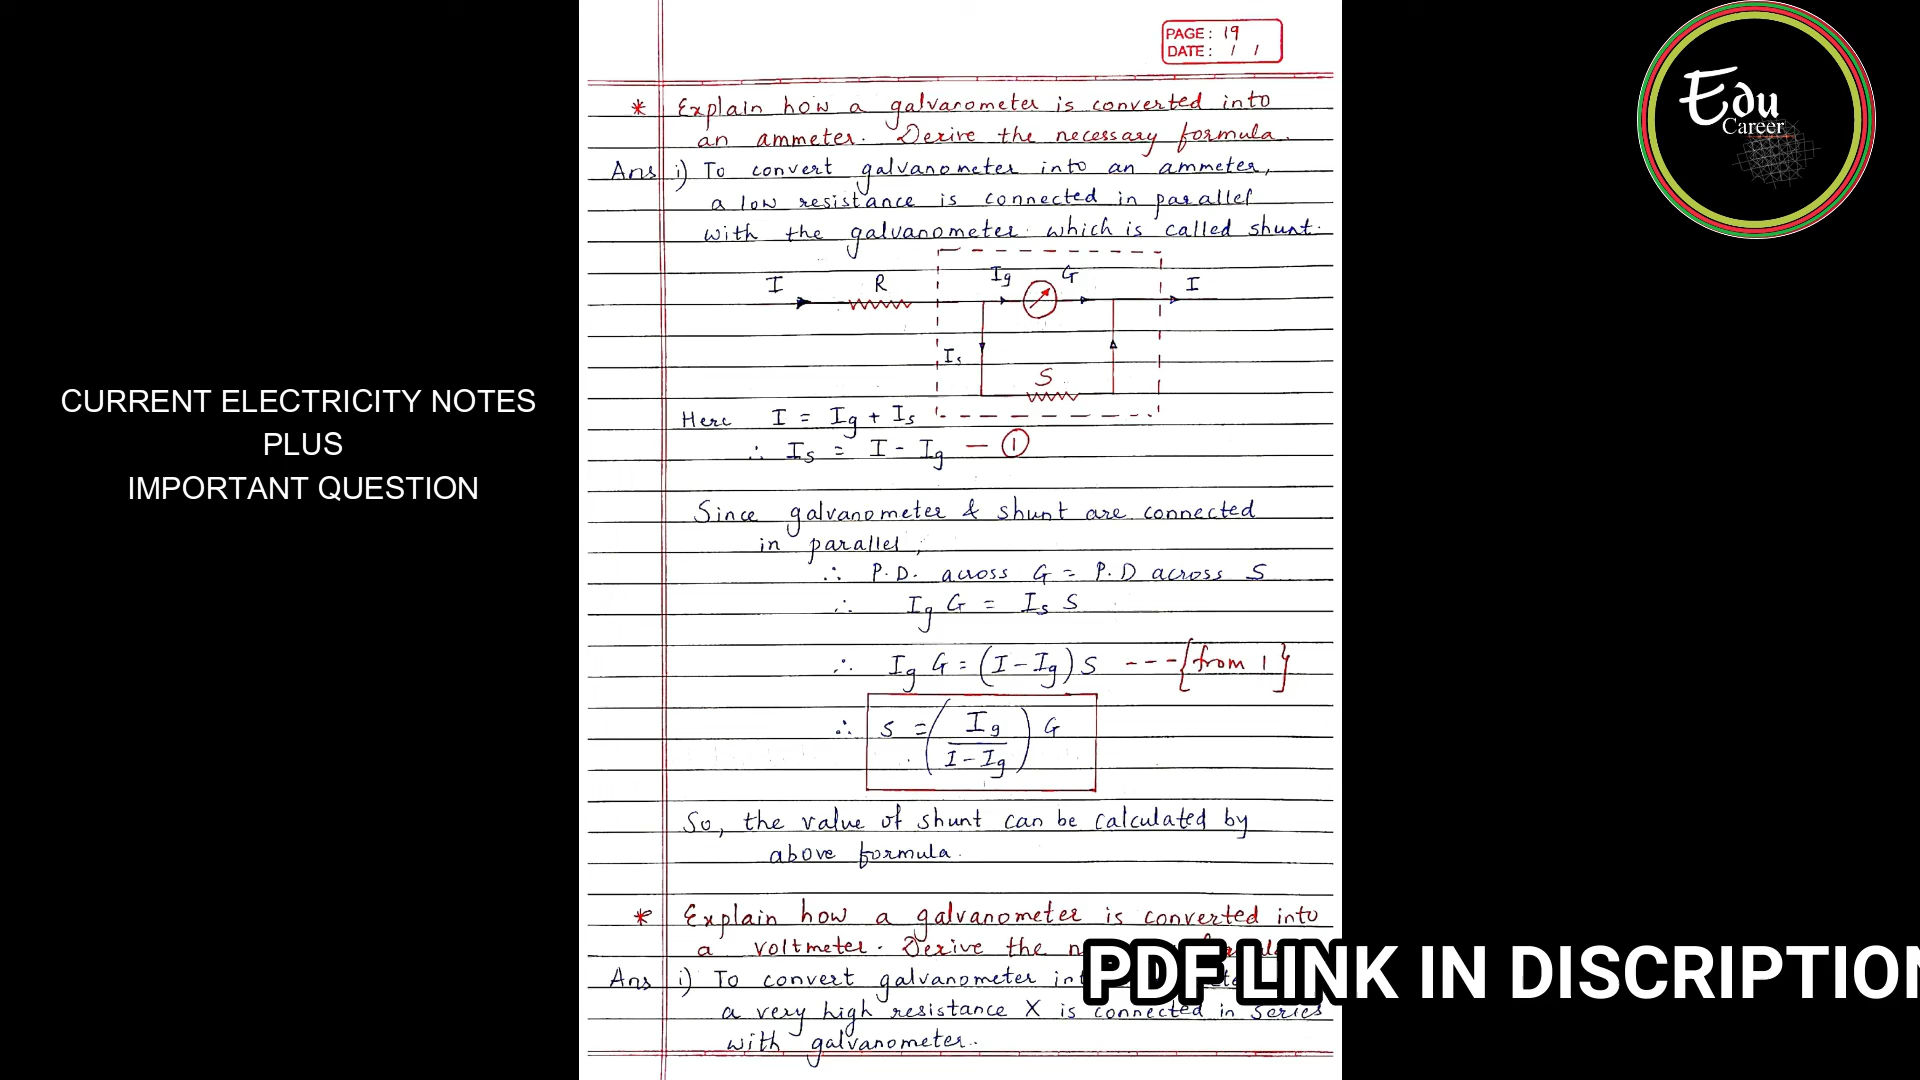 CURRENT ELECTRICITY NOTES
PLUS
IMPORTANT QUESTION
PAGE: 19
DATE: / /
* Explain how a galvanometer is converted into
an ammeter. Derive the necessary formula.
Ans i) To convert galvanometer into an ammeter,
a low resistance is connected in parallel
with the galvanometer which is called shunt.
I R Ig G I
Is
S
Here I = Ig + Is
∴ Is = I - Ig — ①
Since galvanometer & shunt are connected
in parallel,
∴ P.D. across G = P.D across S
∴ Ig G = Is S
∴ Ig G = (I - Ig) S ---{from 1}
∴ S = (Ig / I - Ig) G
So, the value of shunt can be calculated by
above formula.
* Explain how a galvanometer is converted into
a voltmeter. Derive the
Ans i) To convert galvanometer
a very high resistance X is connected in series
with galvanometer.
Edu
Career
PDF LINK IN DISCRIPTION